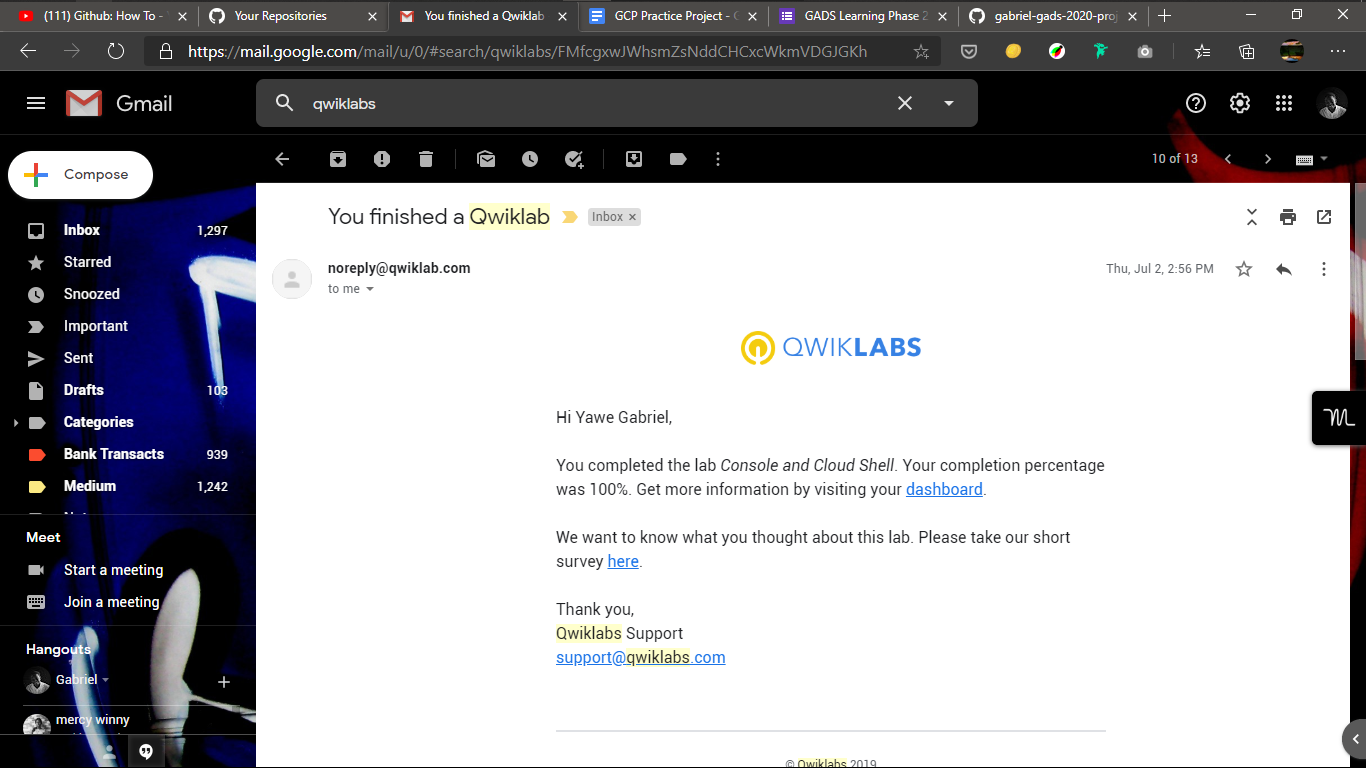 (111) Github: How To -
Your Repositories
You finished a Qwiklab
GCP Practice Project -
GADS Learning Phase 2
gabriel-gads-2020-proj
https://mail.google.com/mail/u/0/#search/qwiklabs/FMfcgxwJWhsmZsNddCHCxcWkmVDGJGKh
Gmail
qwiklabs
Compose
10 of 13
You finished a Qwiklab
Inbox ×
Inbox 1,297
Starred
Snoozed
Important
Sent
Drafts 103
Categories
Bank Transacts 939
Medium 1,242
Meet
Start a meeting
Join a meeting
Hangouts
Gabriel
mercy winny
noreply@qwiklab.com
Thu, Jul 2, 2:56 PM
to me
QWIKLABS
Hi Yawe Gabriel,
You completed the lab Console and Cloud Shell. Your completion percentage
was 100%. Get more information by visiting your dashboard.
We want to know what you thought about this lab. Please take our short
survey here.
Thank you,
Qwiklabs Support
support@qwiklabs.com
© Qwiklabs 2019